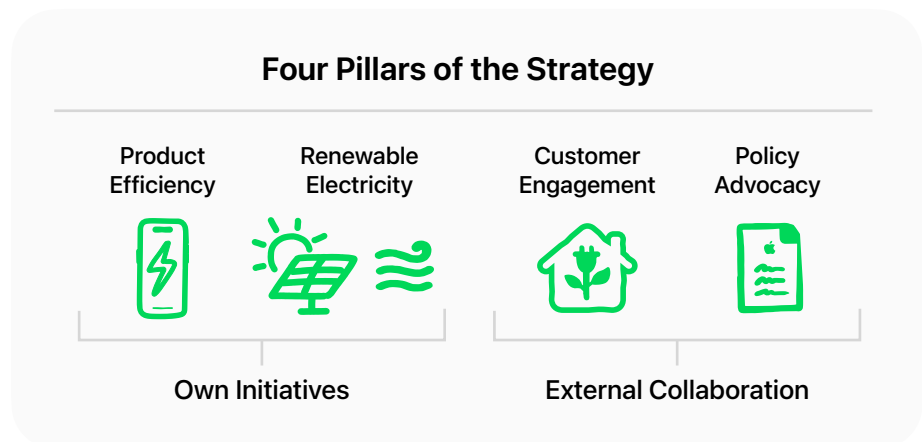 Four Pillars of the Strategy
Product
Efficiency
Renewable
Electricity
Customer
Engagement
Policy
Advocacy
Own Initiatives
External Collaboration